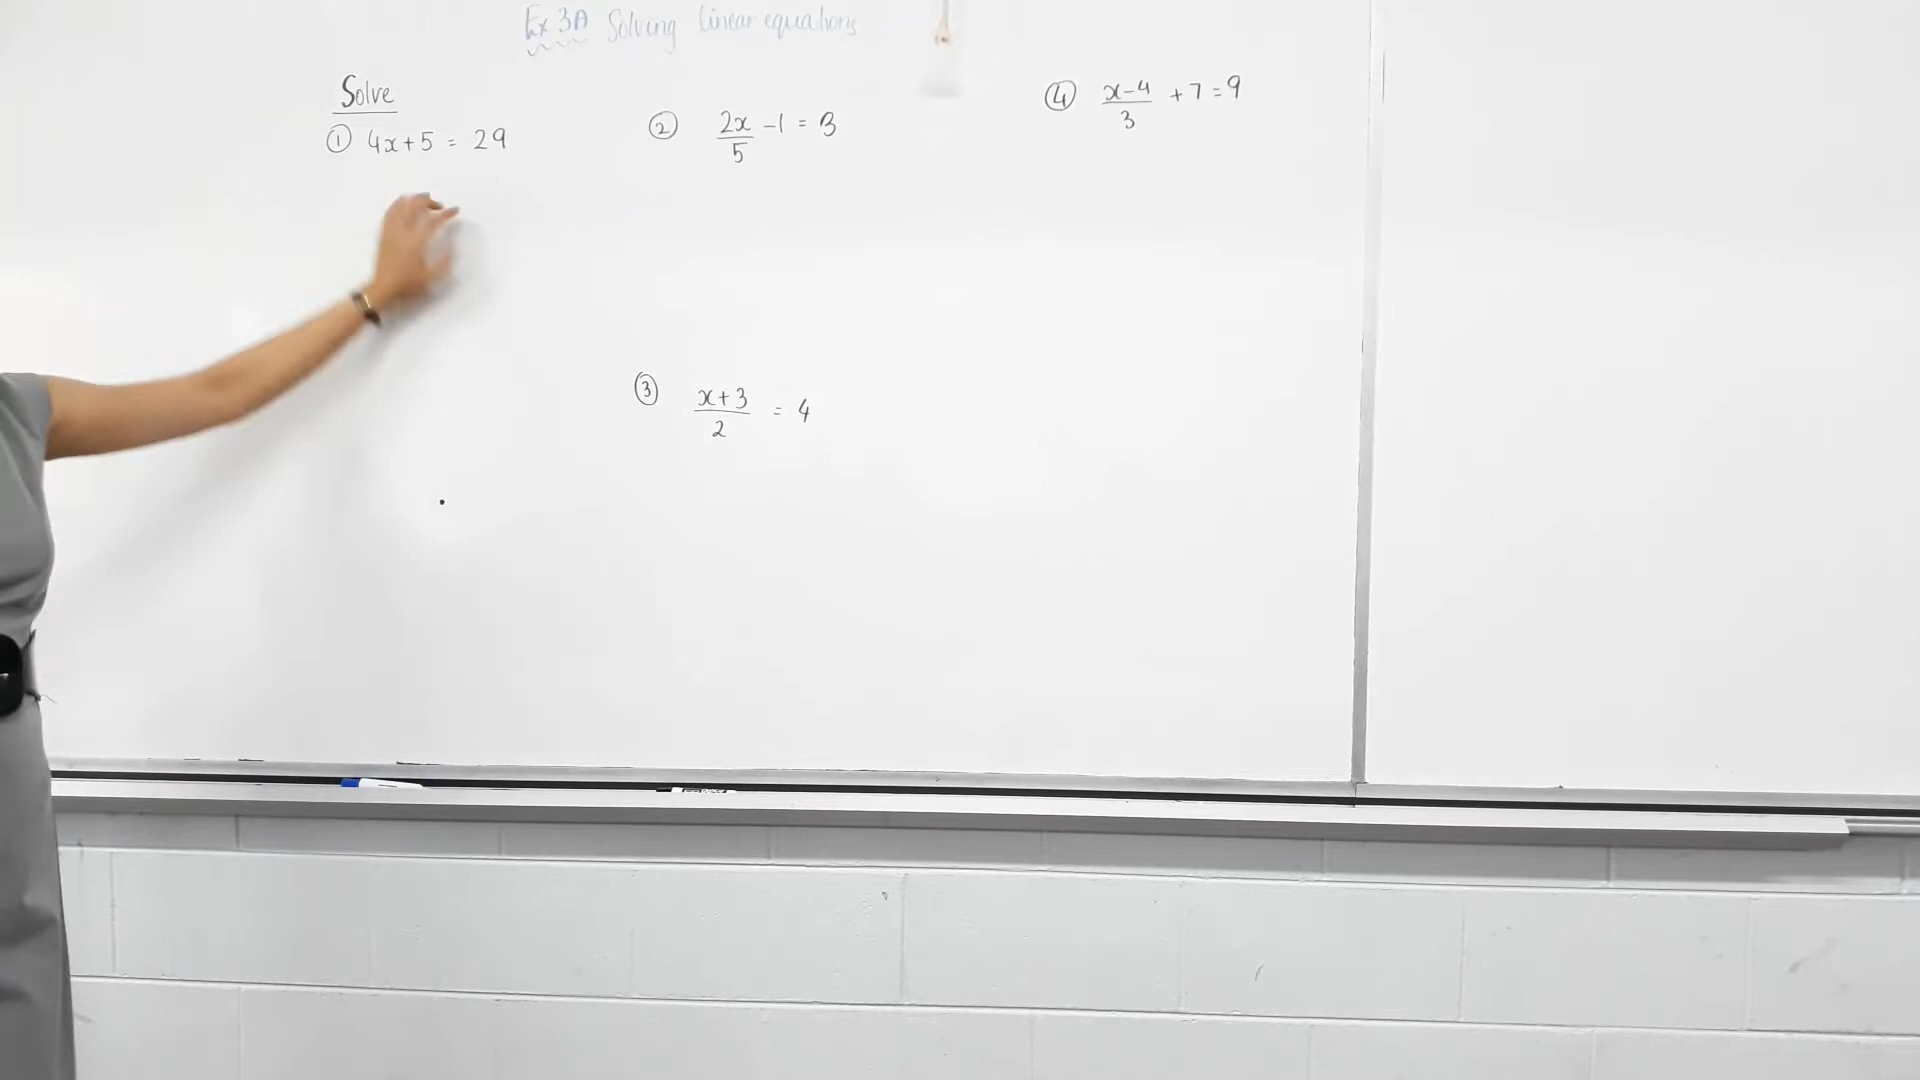 Ex 3A Solving linear equations
Solve
① 4x+5 = 29
② 2x/5 -1 = 3
③ x+3/2 = 4
④ x-4/3 +7=9